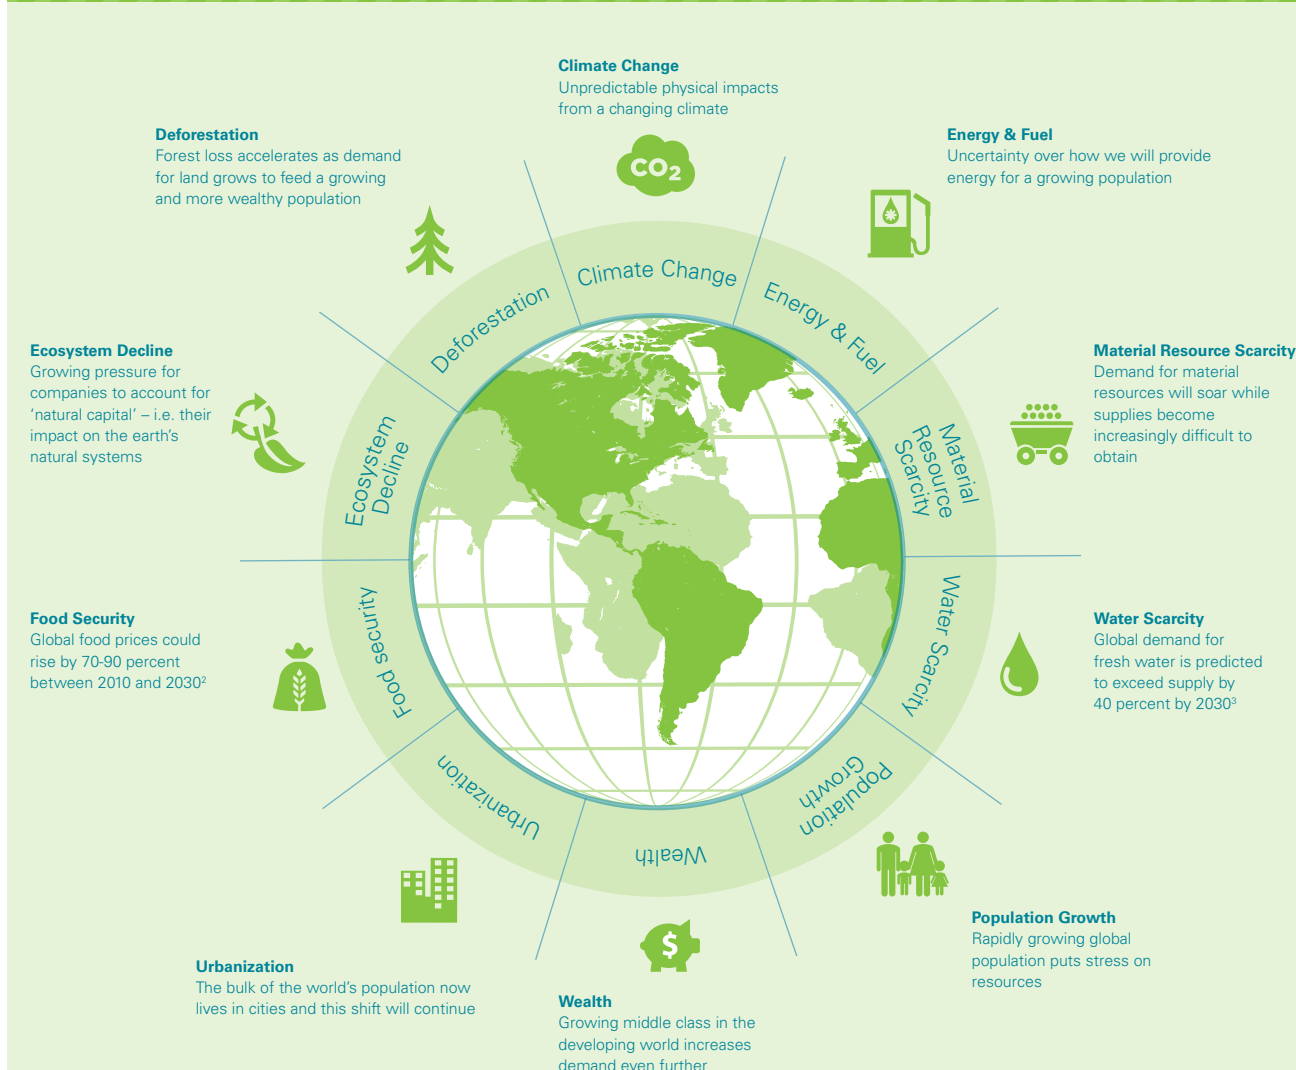 Climate Change
Unpredictable physical impacts
from a changing climate
Deforestation
Forest loss accelerates as demand
for land grows to feed a growing
and more wealthy population
Energy & Fuel
Uncertainty over how we will provide
energy for a growing population
CO₂
Ecosystem Decline
Growing pressure for
companies to account for
‘natural capital’ – i.e. their
impact on the earth’s
natural systems
Material Resource Scarcity
Demand for material
resources will soar while
supplies become
increasingly difficult to
obtain
Climate Change
Energy & Fuel
Material
Resource
Scarcity
Water Scarcity
Population
Growth
Wealth
Urbanization
Food security
Ecosystem
Decline
Deforestation
Food Security
Global food prices could
rise by 70-90 percent
between 2010 and 2030²
Water Scarcity
Global demand for
fresh water is predicted
to exceed supply by
40 percent by 2030³
Population Growth
Rapidly growing global
population puts stress on
resources
Urbanization
The bulk of the world’s population now
lives in cities and this shift will continue
$
Wealth
Growing middle class in the
developing world increases
demand even further